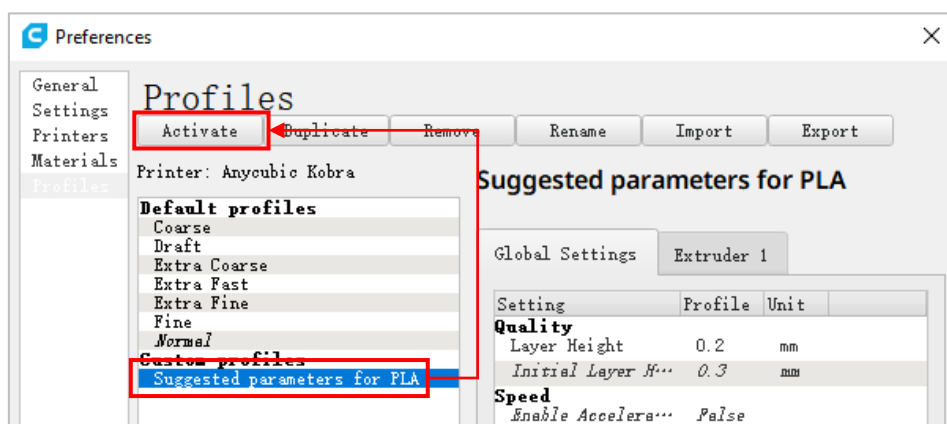 Preferences
General
Settings
Printers
Materials
Profiles
Profiles
Activate Duplicate Remove Rename Import Export
Printer: Anycubic Kobra
Default profiles
Coarse
Draft
Extra Coarse
Extra Fast
Extra Fine
Fine
Normal
Custom profiles
Suggested parameters for PLA
Suggested parameters for PLA
Global Settings Extruder 1
Setting Profile Unit
Quality
Layer Height 0.2 mm
Initial Layer H… 0.3 mm
Speed
Enable Accelera… False